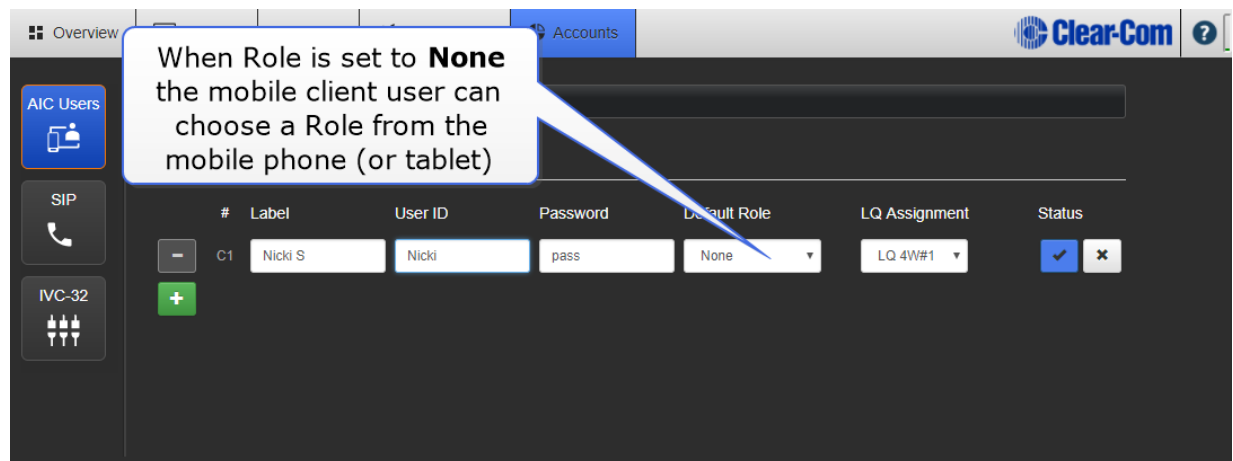 Overview
Accounts
Clear-Com
?
When Role is set to None
the mobile client user can
choose a Role from the
mobile phone (or tablet)
AIC Users
SIP
IVC-32
# Label User ID Password Default Role LQ Assignment Status
C1 Nicki S Nicki pass None LQ 4W#1